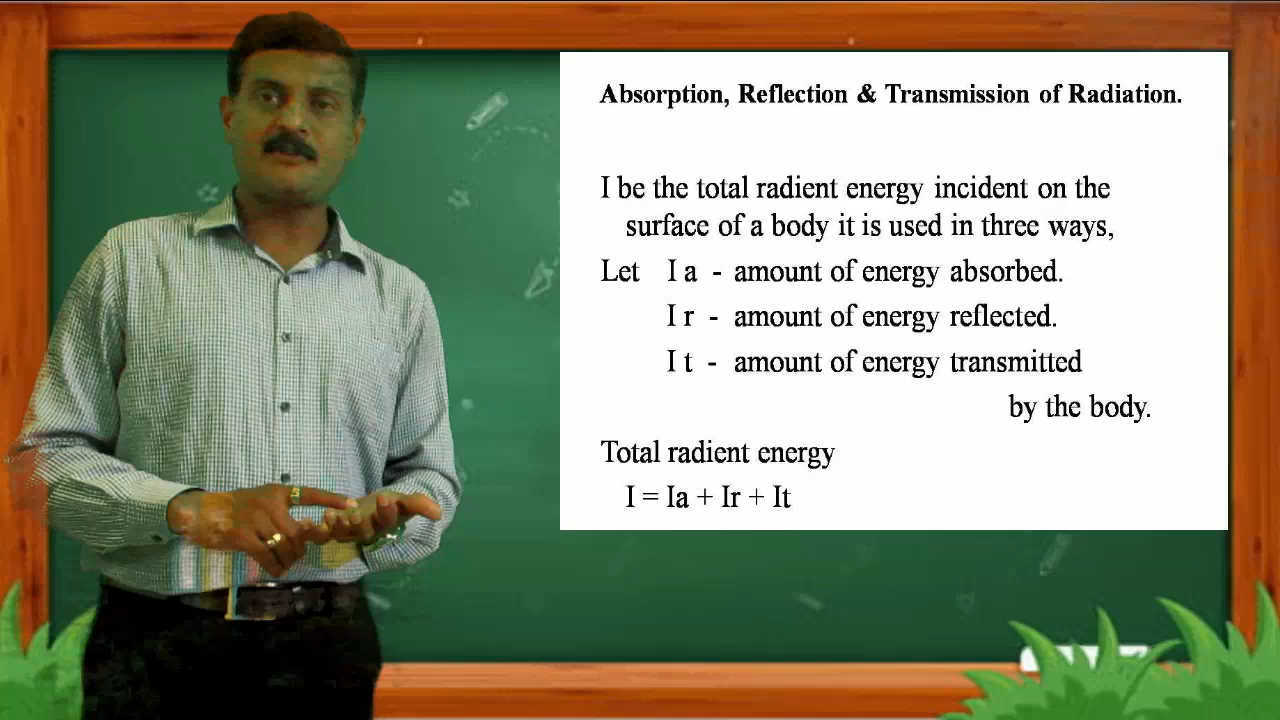 Absorption, Reflection & Transmission of Radiation.
I be the total radient energy incident on the
surface of a body it is used in three ways,
Let I a - amount of energy absorbed.
I r - amount of energy reflected.
I t - amount of energy transmitted
by the body.
Total radient energy
I = Ia + Ir + It